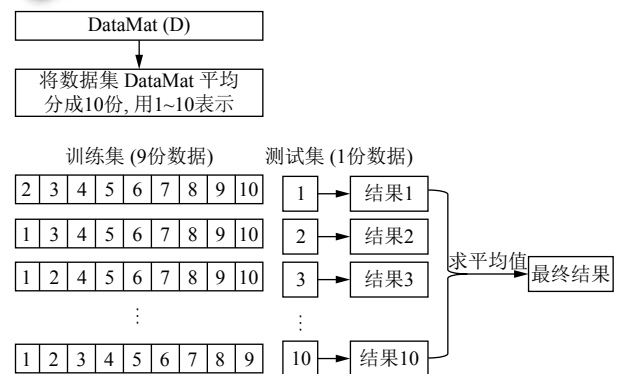 DataMat (D)
将数据集 DataMat 平均
分成10份, 用1~10表示
训练集 (9份数据) 测试集 (1份数据)
2 3 4 5 6 7 8 9 10 1 结果1
1 3 4 5 6 7 8 9 10 2 结果2
求平均值
1 2 4 5 6 7 8 9 10 3 结果3 最终结果
⋮ ⋮
1 2 3 4 5 6 7 8 9 10 结果10